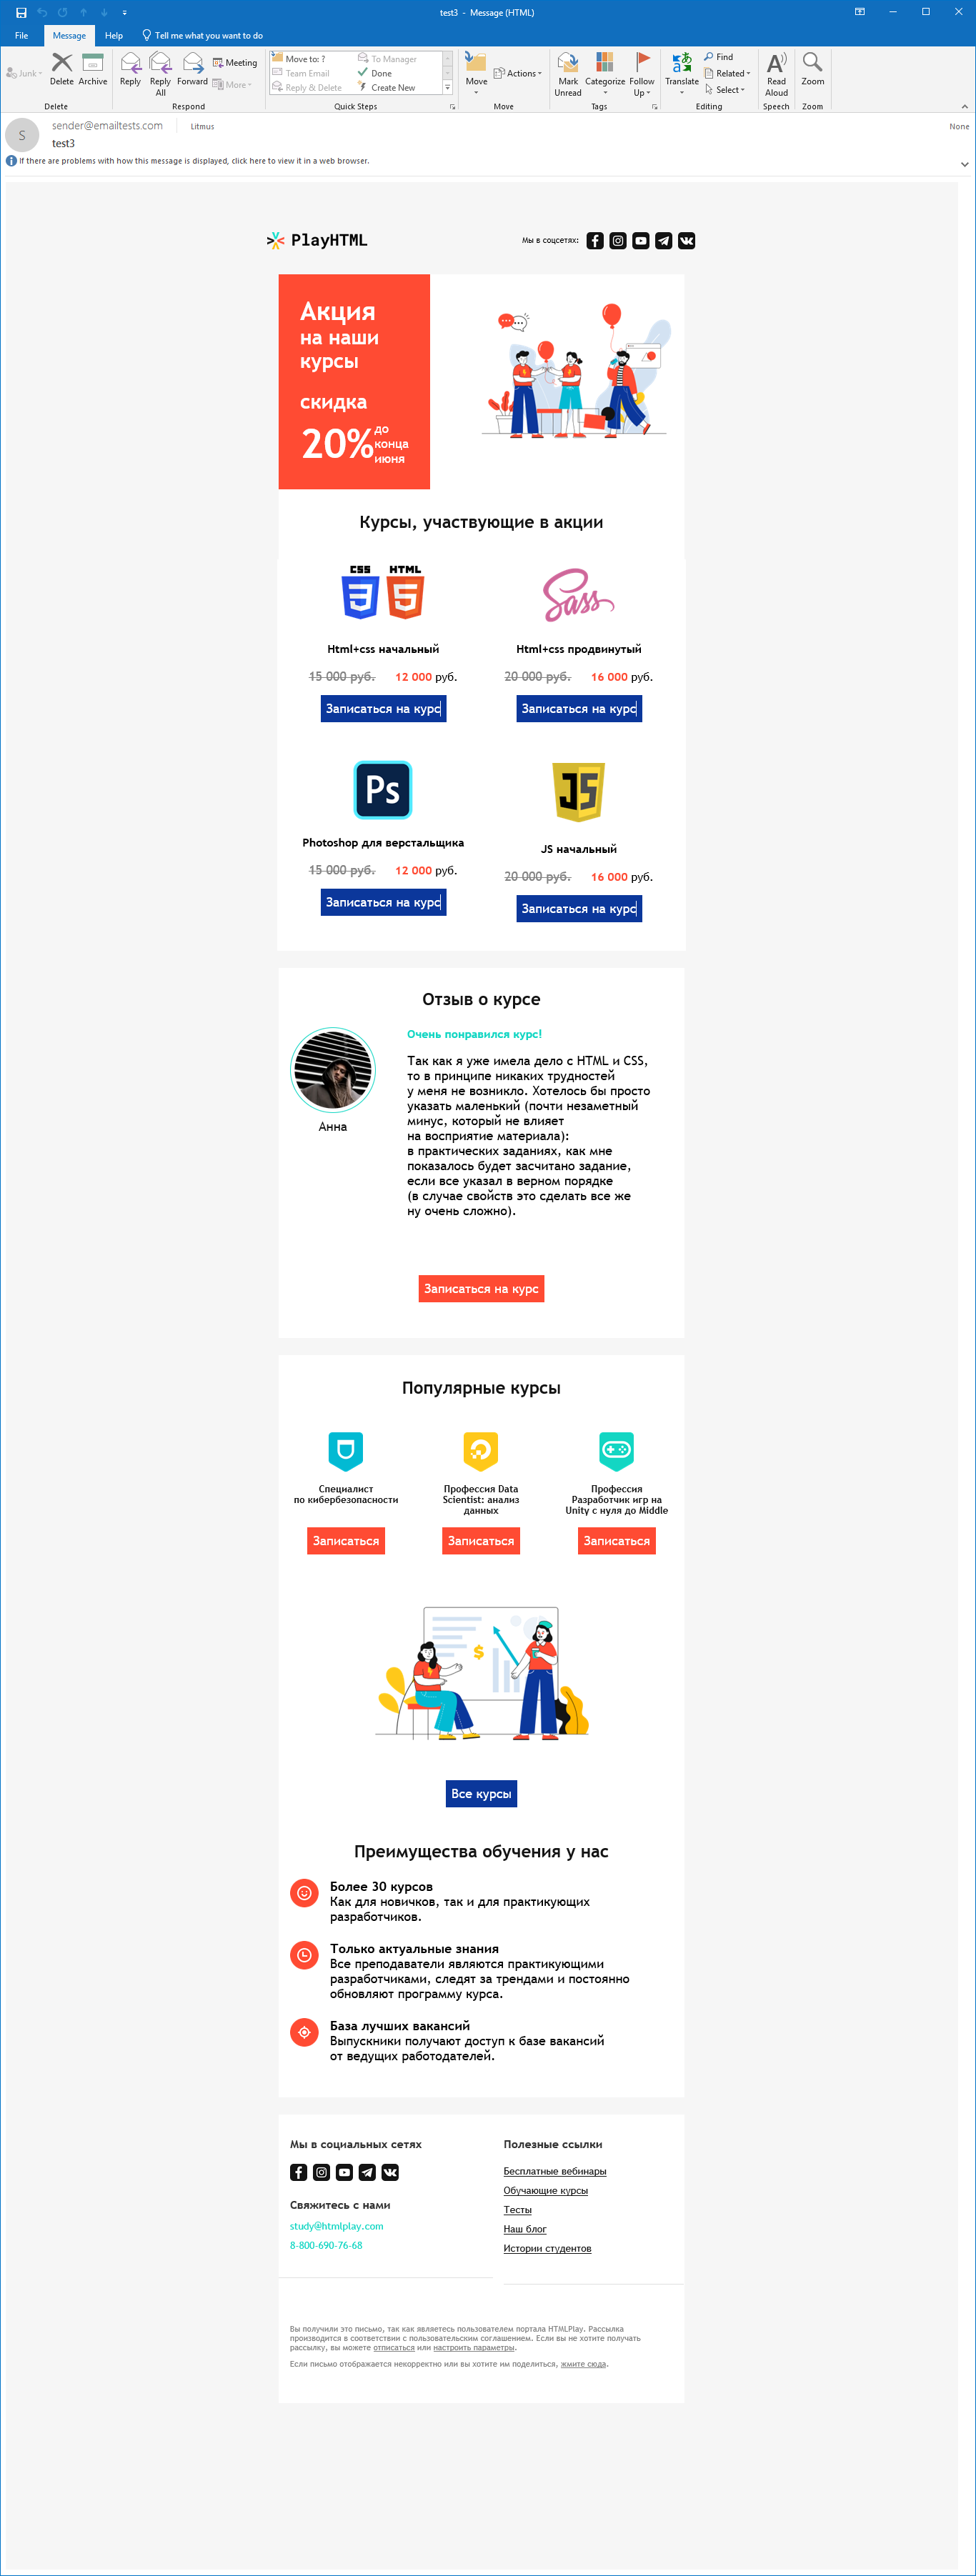 test3 - Message (HTML)
File Message Help Tell me what you want to do
Junk
Delete
Archive
Reply
Reply All
Forward
Meeting
More
Move to: ?
Team Email
Reply & Delete
To Manager
Done
Create New
Move
Actions
Mark Unread
Categorize
Follow Up
Translate
Find
Related
Select
Read Aloud
Zoom
Delete Respond Quick Steps Move Tags Editing Speech Zoom
S
sender@emailtests.com Litmus None
test3
If there are problems with how this message is displayed, click here to view it in a web browser.
PlayHTML
Мы в соцсетях:
Акция
на наши
курсы
скидка
20%
до
конца
июня
Курсы, участвующие в акции
CSS HTML
Sass
Html+css начальный
Html+css продвинутый
15 000 руб. 12 000 руб.
20 000 руб. 16 000 руб.
Записаться на курс
Записаться на курс
Ps
JS
Photoshop для верстальщика
JS начальный
15 000 руб. 12 000 руб.
20 000 руб. 16 000 руб.
Записаться на курс
Записаться на курс
Отзыв о курсе
Анна
Очень понравился курс!
Так как я уже имела дело с HTML и CSS,
то в принципе никаких трудностей
у меня не возникло. Хотелось бы просто
указать маленький (почти незаметный
минус, который не влияет
на восприятие материала):
в практических заданиях, как мне
показалось будет засчитано задание,
если все указал в верном порядке
(в случае свойств это сделать все же
ну очень сложно).
Записаться на курс
Популярные курсы
Специалист
по кибербезопасности
Профессия Data
Scientist: анализ
данных
Профессия
Разработчик игр на
Unity с нуля до Middle
Записаться
Записаться
Записаться
$
Все курсы
Преимущества обучения у нас
Более 30 курсов
Как для новичков, так и для практикующих
разработчиков.
Только актуальные знания
Все преподаватели являются практикующими
разработчиками, следят за трендами и постоянно
обновляют программу курса.
База лучших вакансий
Выпускники получают доступ к базе вакансий
от ведущих работодателей.
Мы в социальных сетях
Свяжитесь с нами
study@htmlplay.com
8-800-690-76-68
Полезные ссылки
Бесплатные вебинары
Обучающие курсы
Тесты
Наш блог
Истории студентов
Вы получили это письмо, так как являетесь пользователем портала HTMLPlay. Рассылка
производится в соответствии с пользовательским соглашением. Если вы не хотите получать
рассылку, вы можете отписаться или настроить параметры.
Если письмо отображается некорректно или вы хотите им поделиться, жмите сюда.